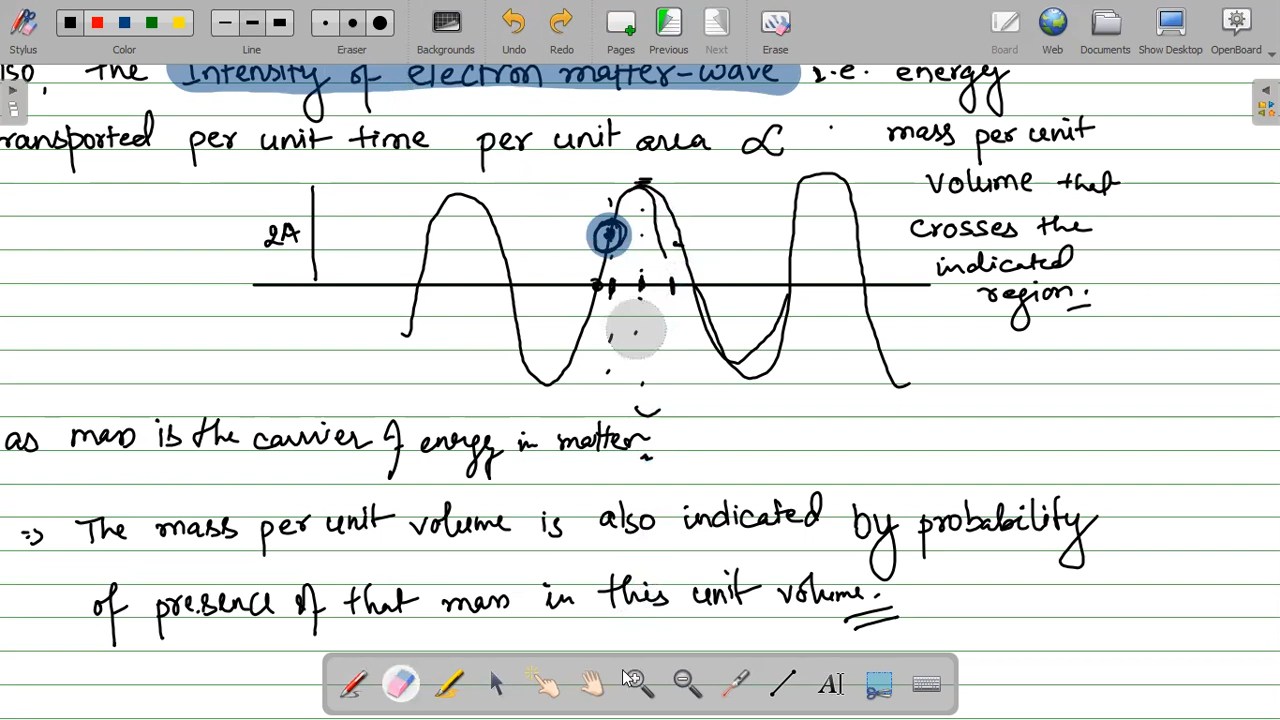 Stylus Color Line Eraser Backgrounds Undo Redo Pages Previous Next Erase Board Web Documents Show Desktop OpenBoard
the Intensity of electron matter-wave i.e. energy
transported per unit time per unit area ∝ mass per unit
volume that
crosses the
indicated
region.
2A
as mass is the carrier of energy in matter
⇒ The mass per unit volume is also indicated by probability
of presence of that mass in this unit volume.
AI